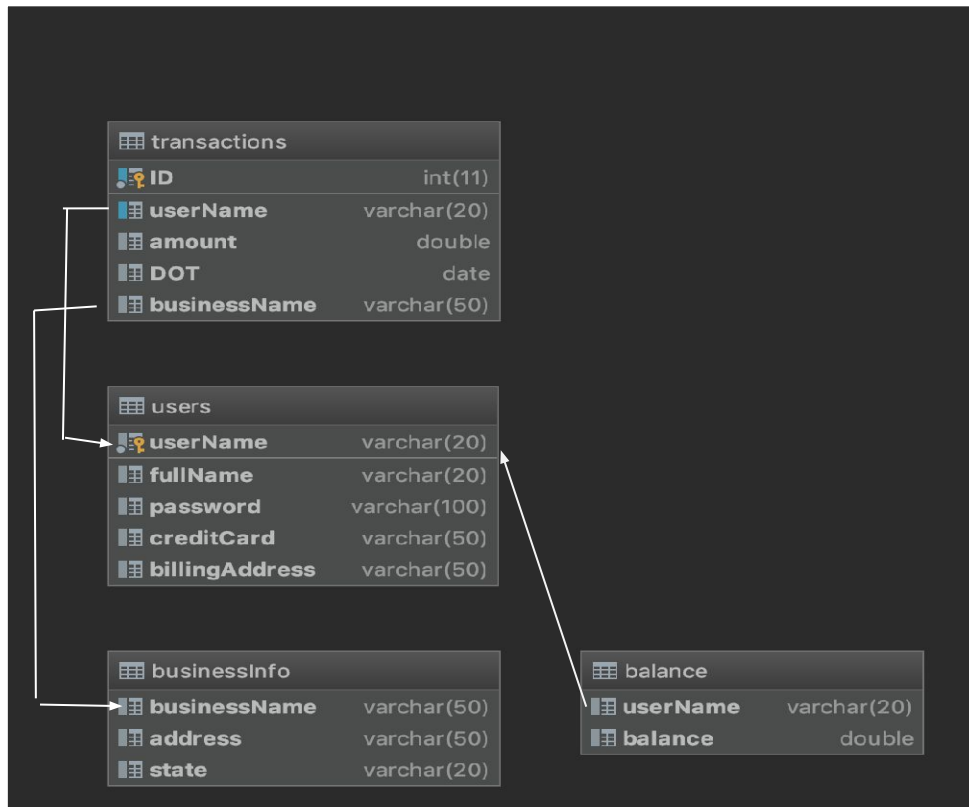 transactions
ID int(11)
userName varchar(20)
amount double
DOT date
businessName varchar(50)
users
userName varchar(20)
fullName varchar(20)
password varchar(100)
creditCard varchar(50)
billingAddress varchar(50)
businessInfo
businessName varchar(50)
address varchar(50)
state varchar(20)
balance
userName varchar(20)
balance double